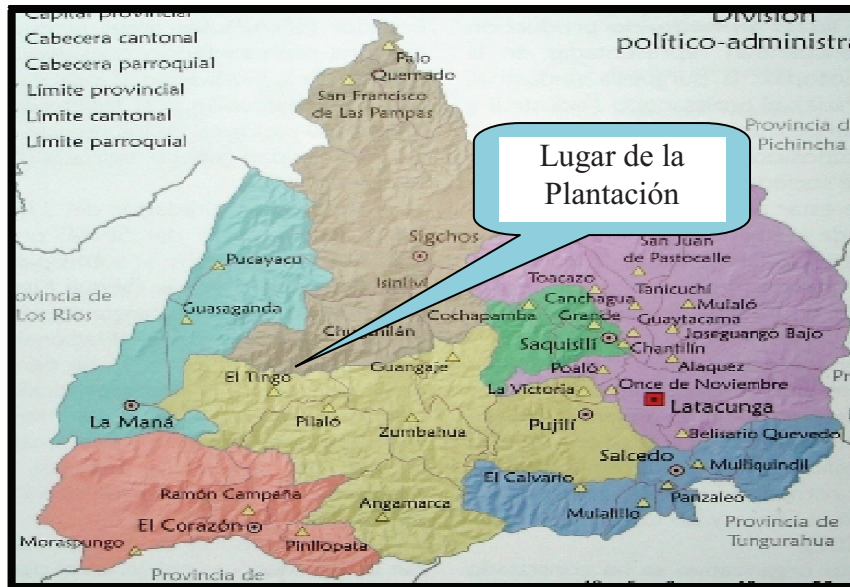 Capital provincial
Cabecera cantonal
Cabecera parroquial
Límite provincial
Límite cantonal
Límite parroquial
División
político-administra
Palo
Quemado
San Francisco
de Las Pampas
Provincia d
Pichincha
Lugar de la
Plantación
Sigchos
San Juan
de Pastocalle
Pucayacu
Isinliví
Toacazo
Tanicuchí
ovincia de
Los Ríos
Guasaganda
Cochapamba
Canchagua
Grande
Mulaló
Guaytacama
Chugchilán
Joseguango Bajo
Saquisilí
Chantilín
El Tingo
Guangaje
Poaló
Alaquez
La Victoria
Once de Noviembre
Pr
La Maná
Pilaló
Zumbahua
Pujilí
Latacunga
Belisario Quevedo
Salcedo
Mulliquindil
Ramón Campaña
El Calvario
Angamarca
Panzaleo
Mulalillo
El Corazón
Moraspungo
Pinllopata
Provincia de
Tungurahua
Provincia de